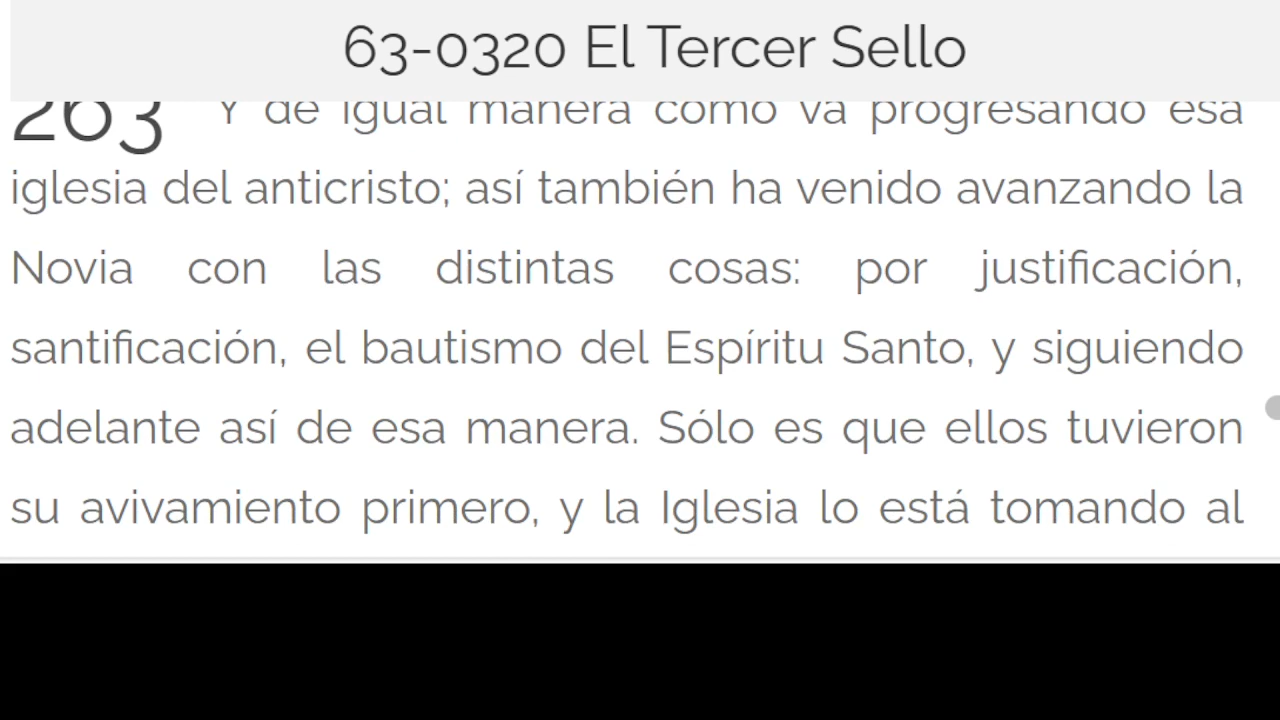 63-0320 El Tercer Sello
263 Y de igual manera como va progresando esa
iglesia del anticristo; así también ha venido avanzando la
Novia con las distintas cosas: por justificación,
santificación, el bautismo del Espíritu Santo, y siguiendo
adelante así de esa manera. Sólo es que ellos tuvieron
su avivamiento primero, y la Iglesia lo está tomando al